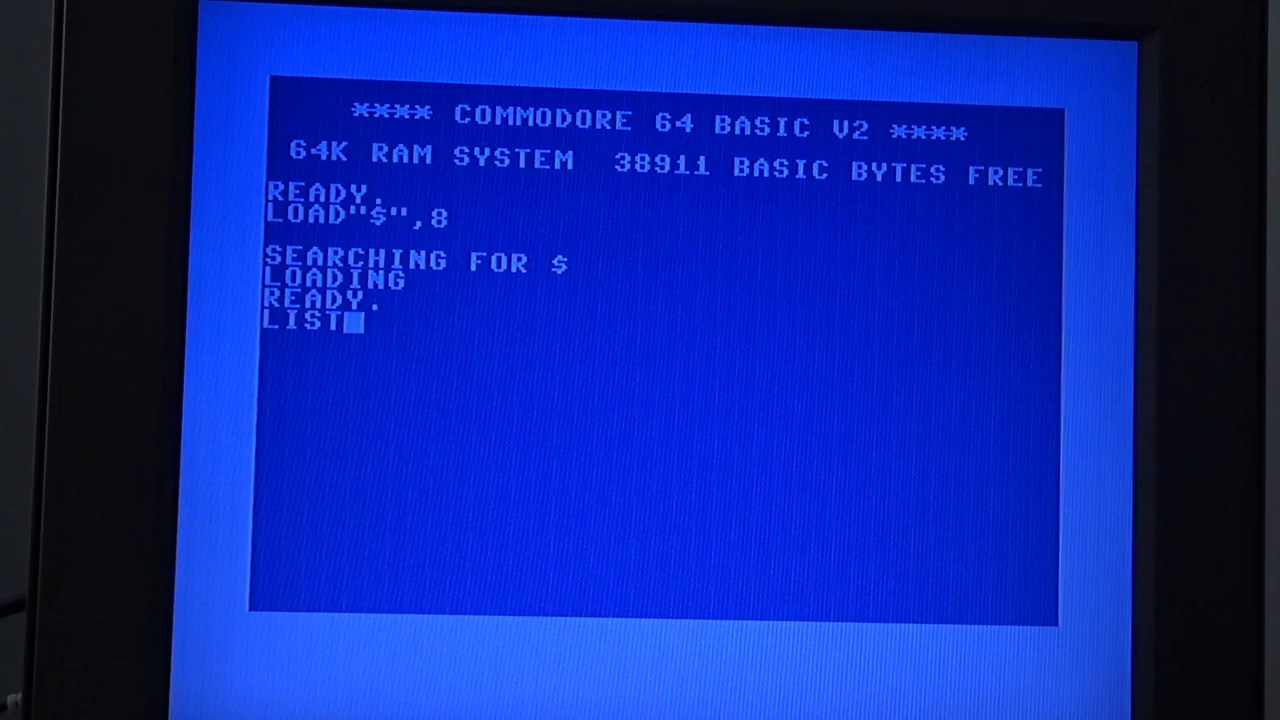 **** COMMODORE 64 BASIC V2 ****
64K RAM SYSTEM  38911 BASIC BYTES FREE
READY.
LOAD"$",8
SEARCHING FOR $
LOADING
READY.
LIST